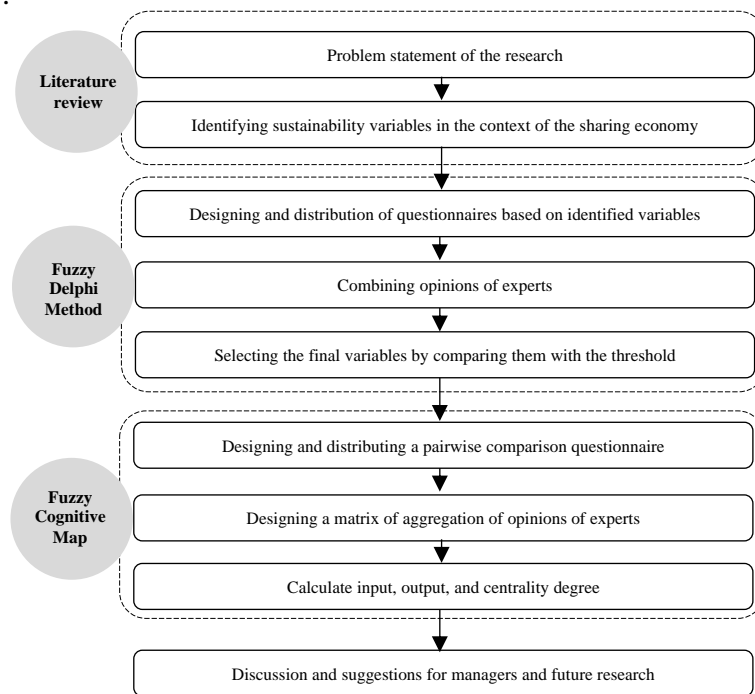 .
Literature
review
Problem statement of the research
Identifying sustainability variables in the context of the sharing economy
Fuzzy
Delphi
Method
Designing and distribution of questionnaires based on identified variables
Combining opinions of experts
Selecting the final variables by comparing them with the threshold
Fuzzy
Cognitive
Map
Designing and distributing a pairwise comparison questionnaire
Designing a matrix of aggregation of opinions of experts
Calculate input, output, and centrality degree
Discussion and suggestions for managers and future research